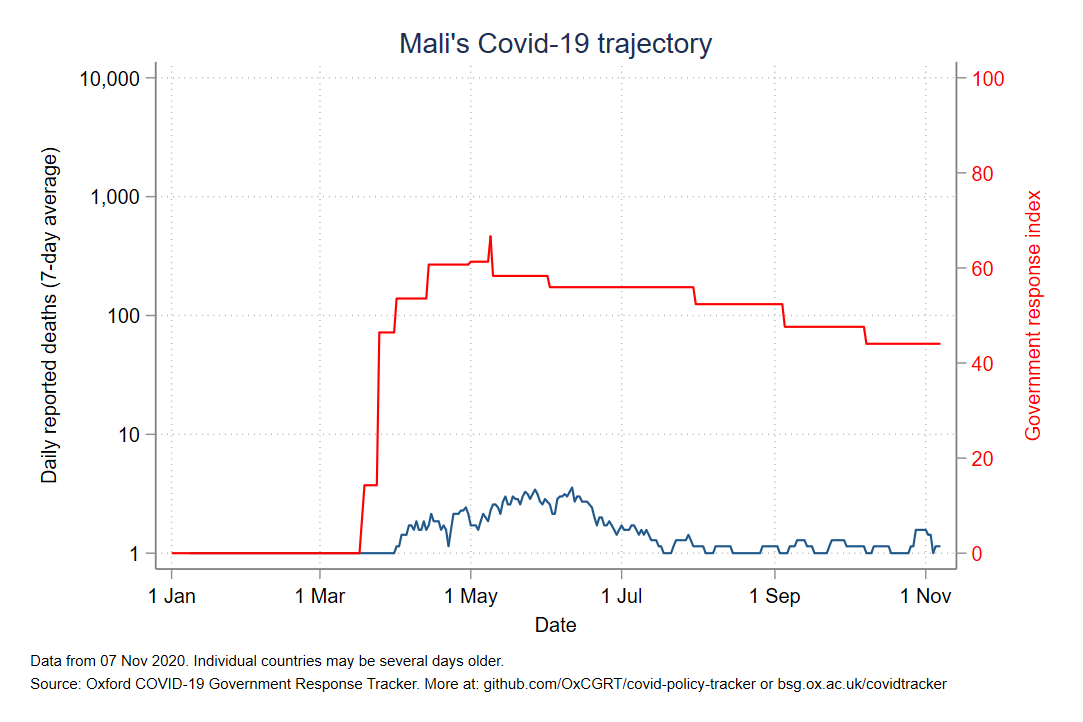 Mali's Covid-19 trajectory
10,000
1,000
100
10
1
Daily reported deaths (7-day average)
100
80
60
40
20
0
Government response index
1 Jan
1 Mar
1 May
1 Jul
1 Sep
1 Nov
Date
Data from 07 Nov 2020. Individual countries may be several days older.
Source: Oxford COVID-19 Government Response Tracker. More at: github.com/OxCGRT/covid-policy-tracker or bsg.ox.ac.uk/covidtracker